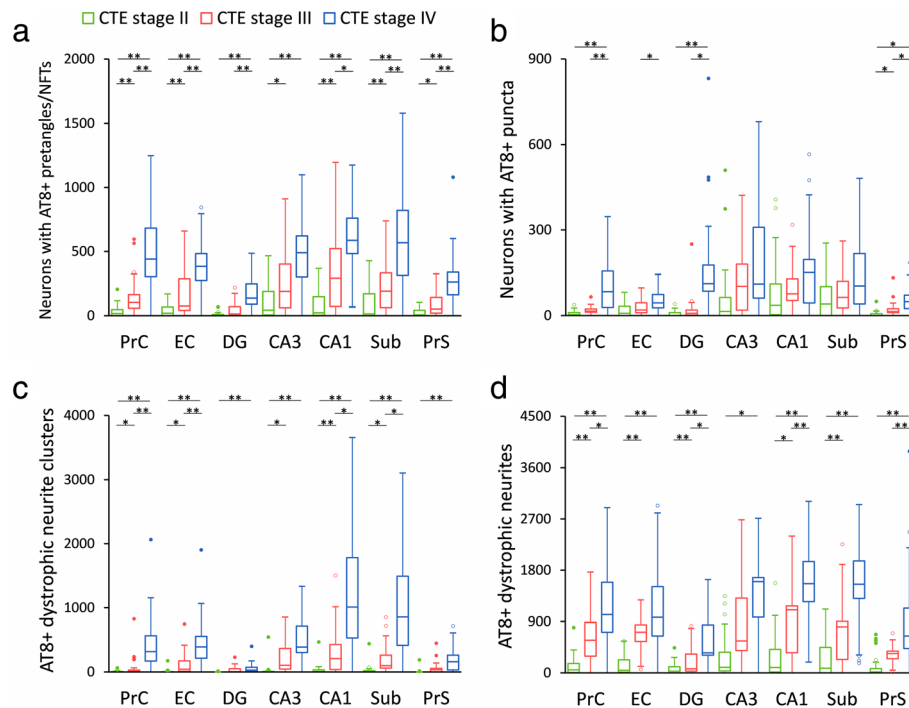 CTE stage II CTE stage III CTE stage IV
a
** ** ** ** ** ** **
** ** ** * ** **
** ** * ** ** *
Neurons with AT8+ pretangles/NFTs
2000
1500
1000
500
0
PrC EC DG CA3 CA1 Sub PrS
b
** * ** *
** * *
* *
Neurons with AT8+ puncta
900
600
300
0
PrC EC DG CA3 CA1 Sub PrS
c
** ** ** ** ** ** **
** ** * *
* * * ** *
AT8+ dystrophic neurite clusters
4000
3000
2000
1000
0
PrC EC DG CA3 CA1 Sub PrS
d
** ** ** * ** ** **
* * ** **
** ** ** * **
AT8+ dystrophic neurites
4500
3600
2700
1800
900
0
PrC EC DG CA3 CA1 Sub PrS